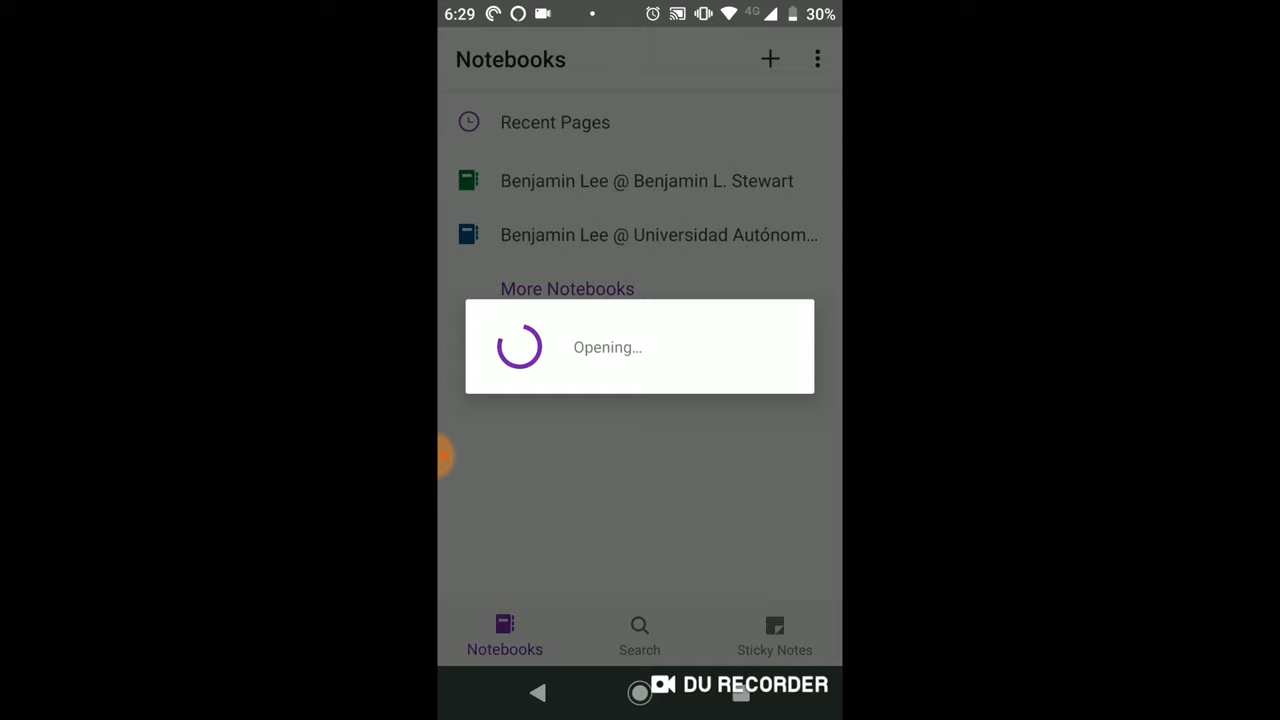 6:29
4G
30%
Notebooks
Recent Pages
Benjamin Lee @ Benjamin L. Stewart
Benjamin Lee @ Universidad Autónom...
More Notebooks
Opening...
Notebooks
Search
Sticky Notes
DU RECORDER